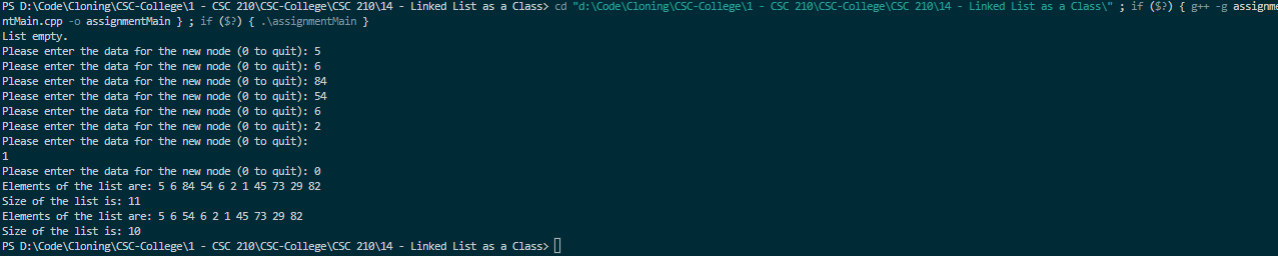 PS D:\Code\Cloning\CSC-College\1 - CSC 210\CSC-College\CSC 210\14 - Linked List as a Class> cd "d:\Code\Cloning\CSC-College\1 - CSC 210\CSC-College\CSC 210\14 - Linked List as a Class\" ; if ($?) { g++ -g assignme
ntMain.cpp -o assignmentMain } ; if ($?) { .\assignmentMain }
List empty.
Please enter the data for the new node (0 to quit): 5
Please enter the data for the new node (0 to quit): 6
Please enter the data for the new node (0 to quit): 84
Please enter the data for the new node (0 to quit): 54
Please enter the data for the new node (0 to quit): 6
Please enter the data for the new node (0 to quit): 2
Please enter the data for the new node (0 to quit):
1
Please enter the data for the new node (0 to quit): 0
Elements of the list are: 5 6 84 54 6 2 1 45 73 29 82
Size of the list is: 11
Elements of the list are: 5 6 54 6 2 1 45 73 29 82
Size of the list is: 10
PS D:\Code\Cloning\CSC-College\1 - CSC 210\CSC-College\CSC 210\14 - Linked List as a Class>